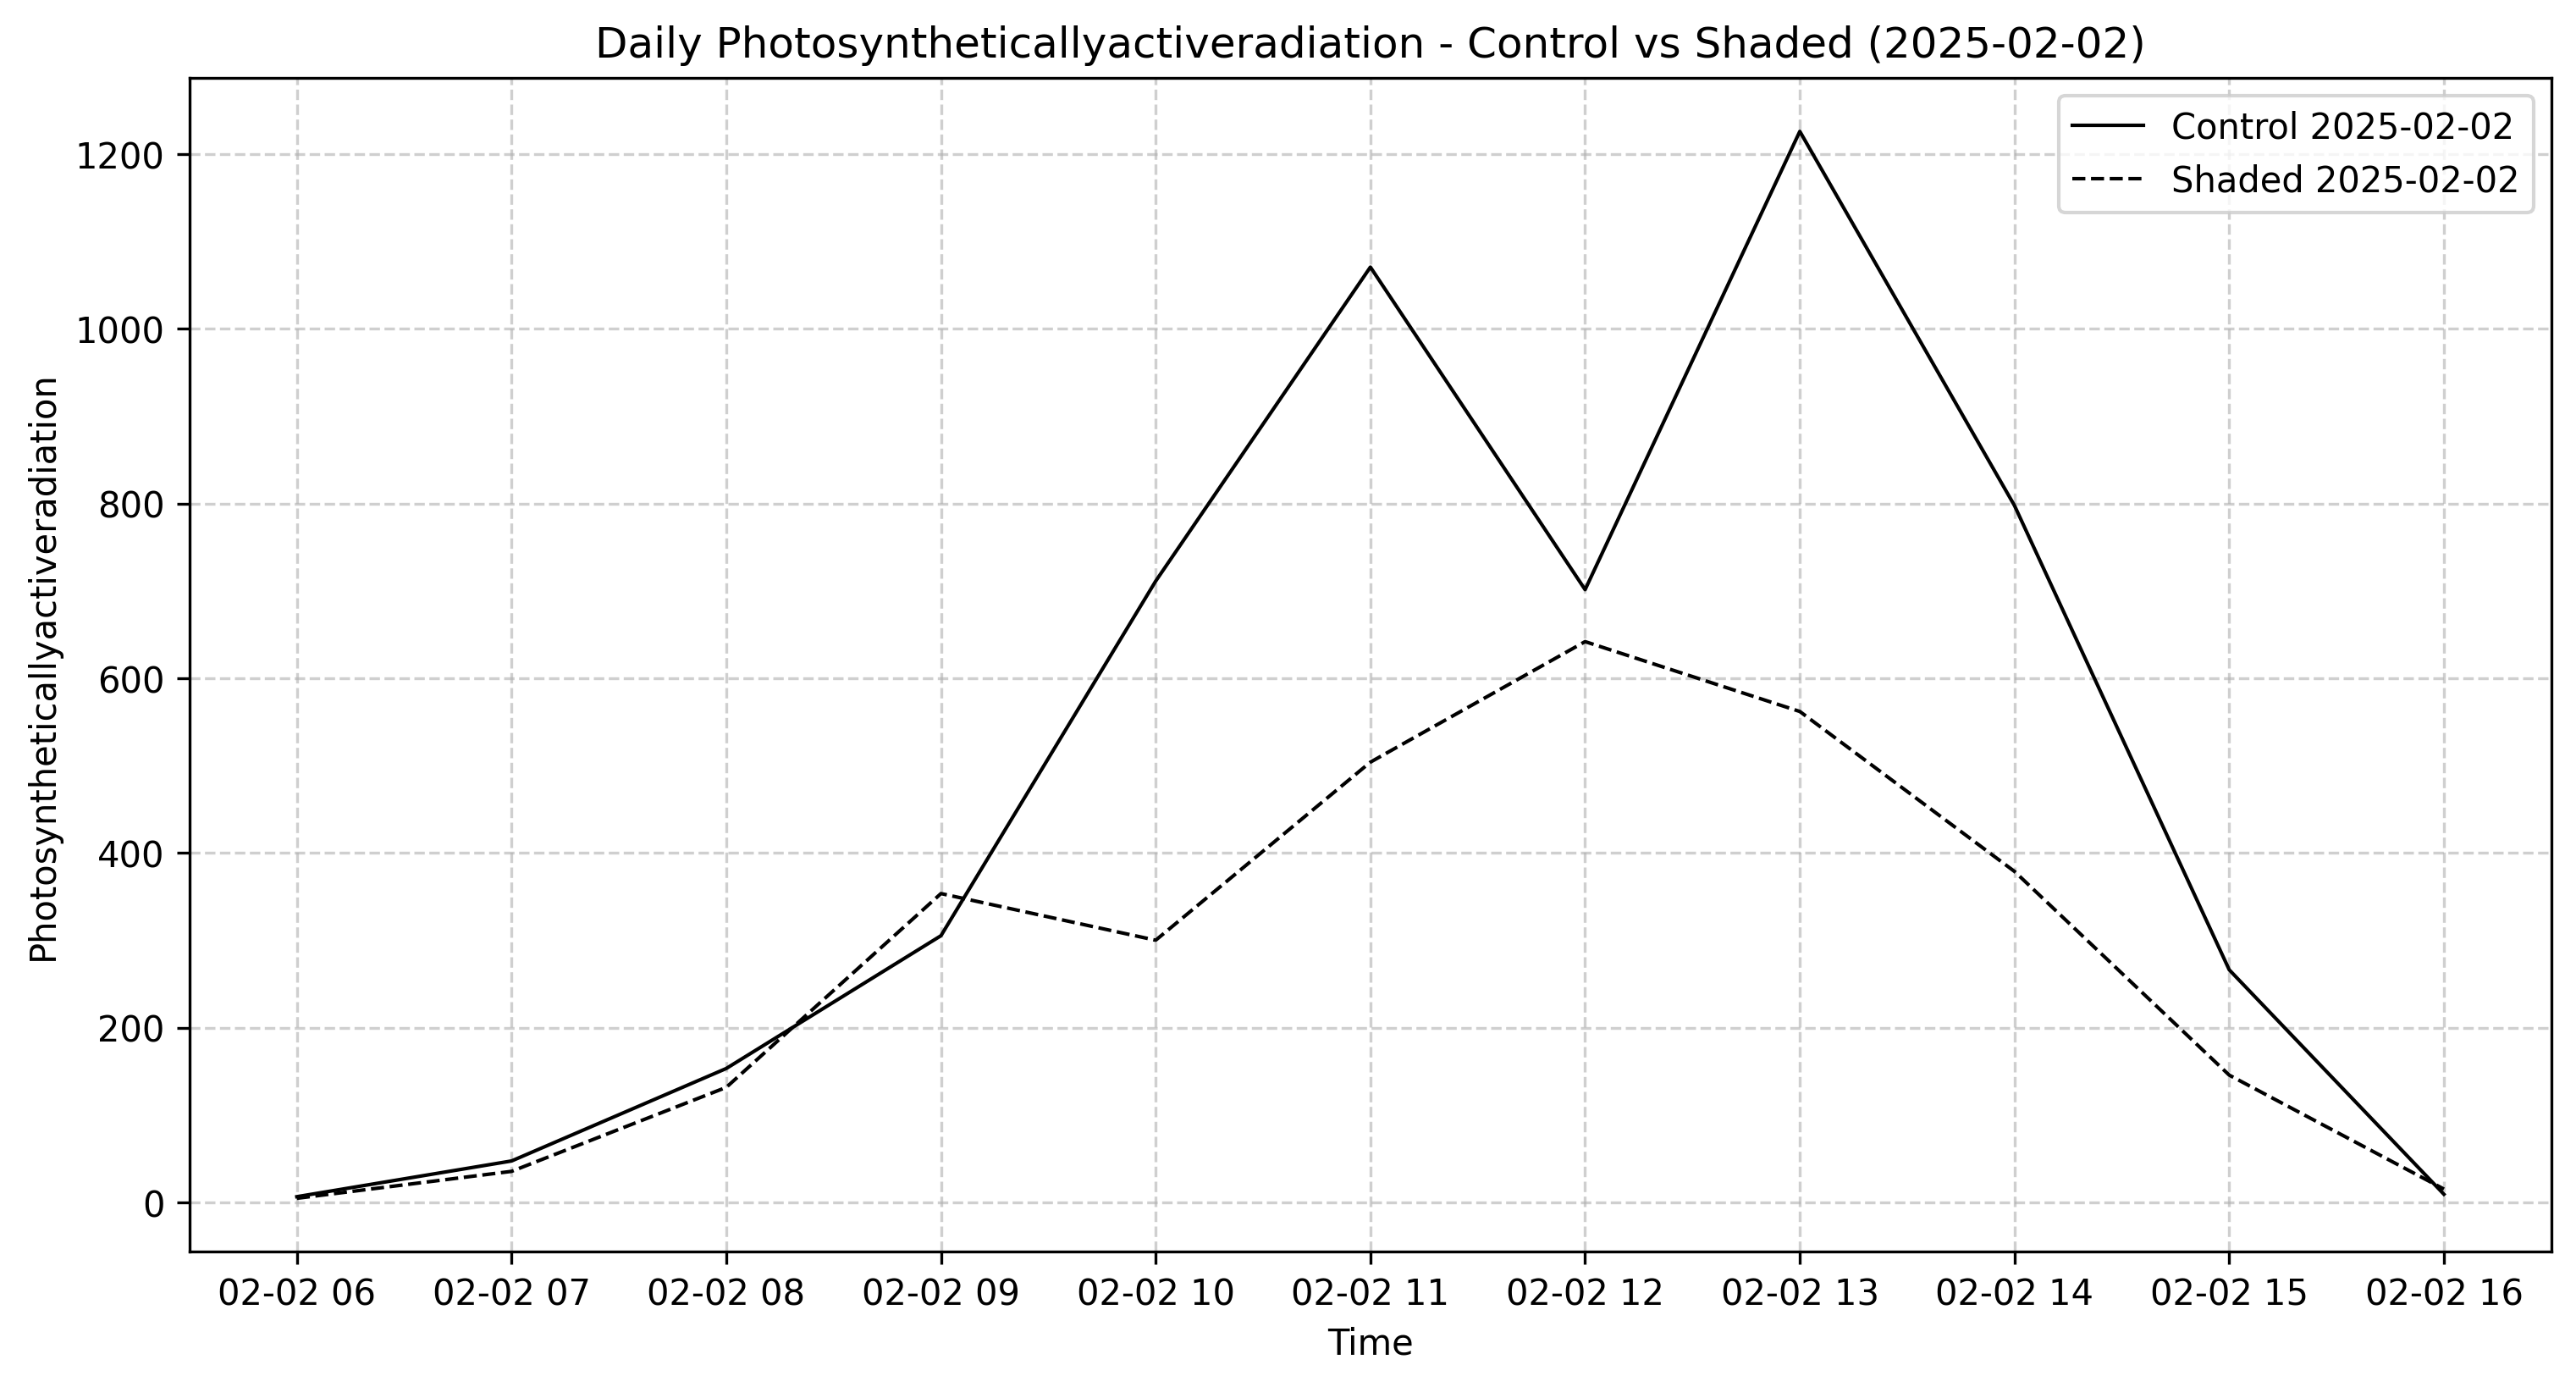 Daily Photosyntheticallyactiveradiation - Control vs Shaded (2025-02-02)
Control 2025-02-02
Shaded 2025-02-02
Photosyntheticallyactiveradiation
1200
1000
800
600
400
200
0
02-02 06 02-02 07 02-02 08 02-02 09 02-02 10 02-02 11 02-02 12 02-02 13 02-02 14 02-02 15 02-02 16
Time